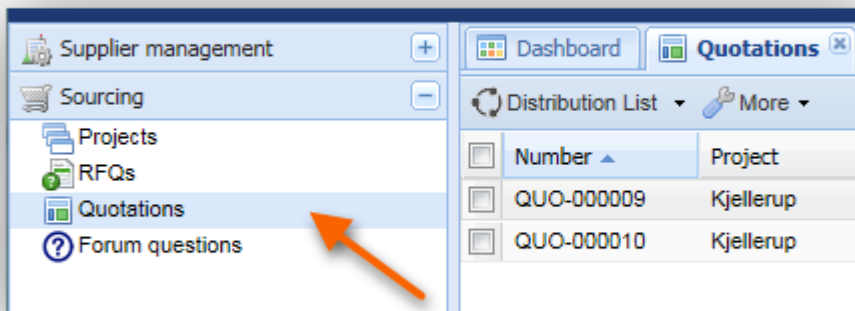 Supplier management
Sourcing
Projects
RFQs
Quotations
Forum questions
Dashboard
Quotations
Distribution List
More
Number
Project
QUO-000009
Kjellerup
QUO-000010
Kjellerup